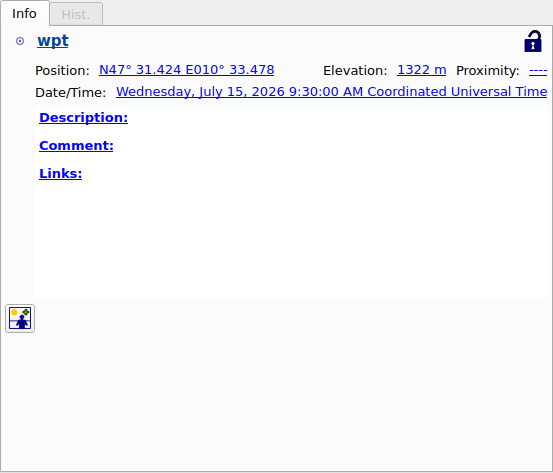 Info Hist.
wpt
Position: N47° 31.424 E010° 33.478 Elevation: 1322 m Proximity: ----
Date/Time: Wednesday, July 15, 2026 9:30:00 AM Coordinated Universal Time
Description:
Comment:
Links: